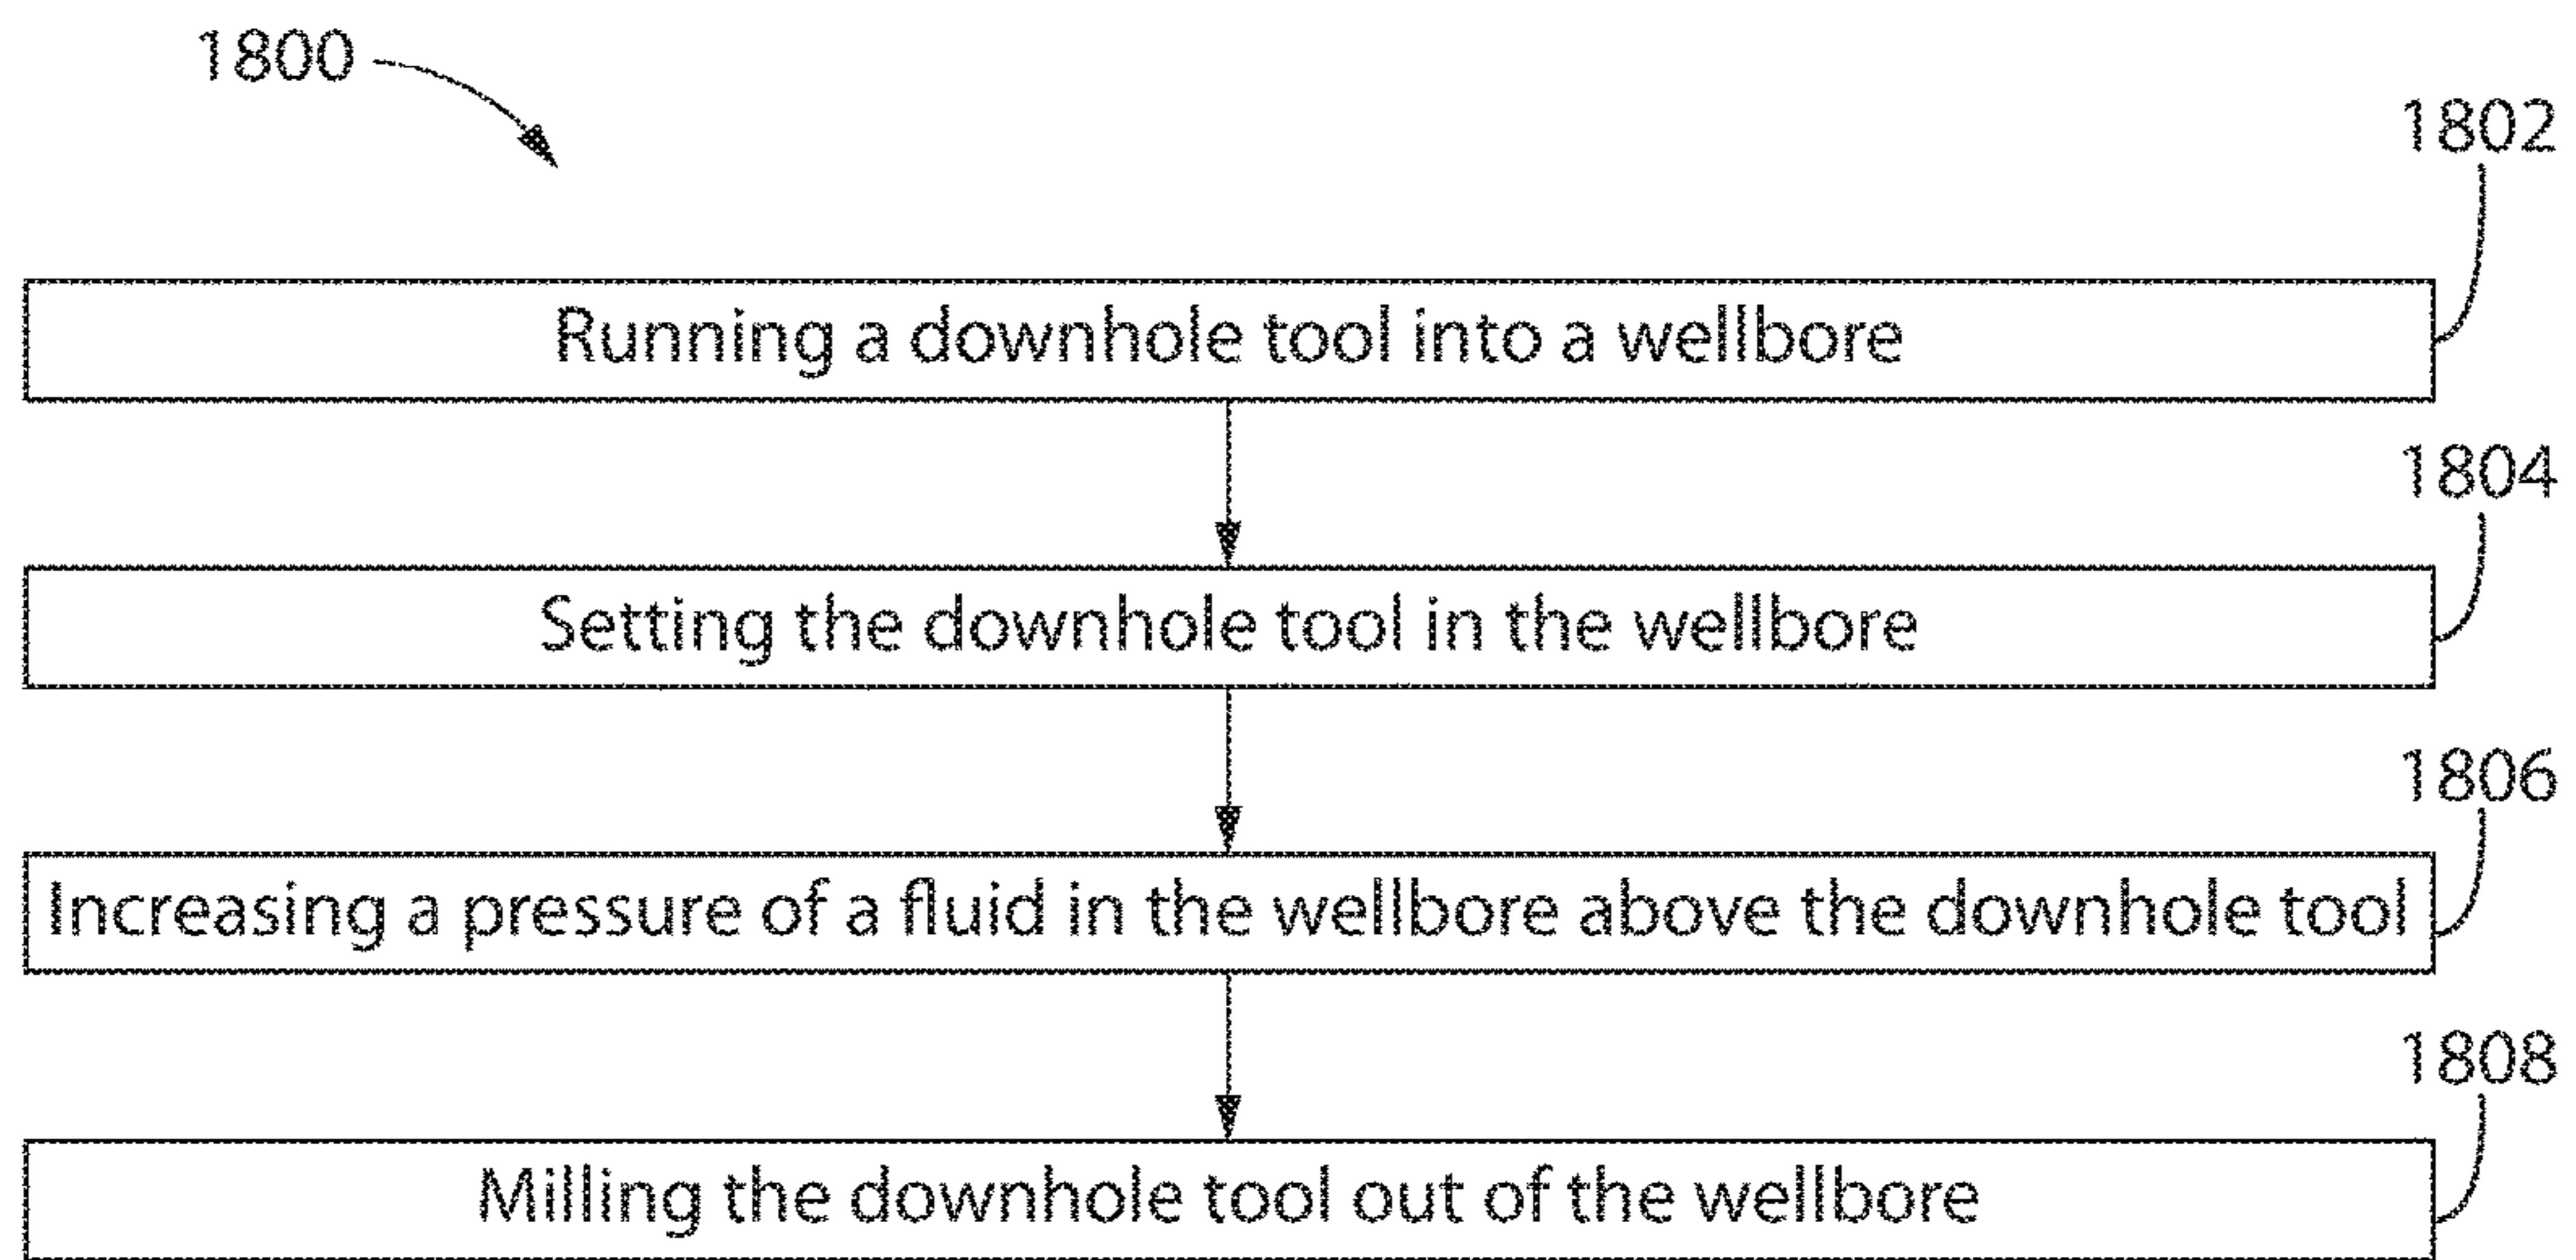 1800
1802
Running a downhole tool into a wellbore
1804
Setting the downhole tool in the wellbore
1806
Increasing a pressure of a fluid in the wellbore above the downhole tool
1808
Milling the downhole tool out of the wellbore